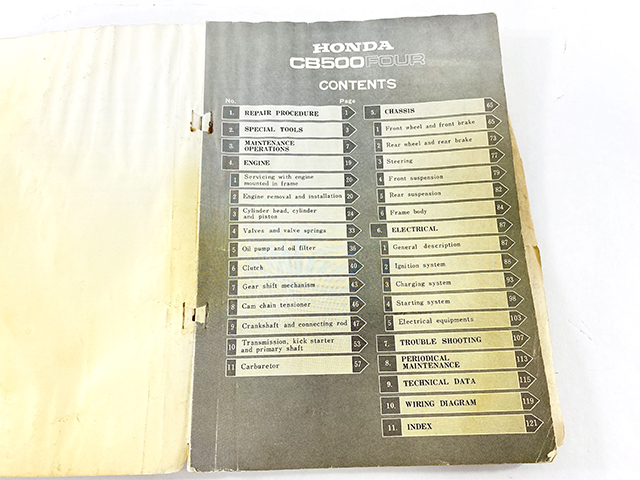 HONDA
CB500FOUR
CONTENTS
No. Page
1. REPAIR PROCEDURE 1
2. SPECIAL TOOLS 3
3. MAINTENANCE
OPERATIONS 7
4. ENGINE 19
1 Servicing with engine
mounted in frame 20
2 Engine removal and installation 20
3 Cylinder head, cylinder
and piston 24
4 Valves and valve springs 33
5 Oil pump and oil filter 36
6 Clutch 40
7 Gear shift mechanism 43
8 Cam chain tensioner 46
9 Crankshaft and connecting rod 47
10 Transmission, kick starter
and primary shaft 53
11 Carburetor 57
5. CHASSIS 65
1 Front wheel and front brake 65
2 Rear wheel and rear brake 73
3 Steering 77
4 Front suspension 79
5 Rear suspension 82
6 Frame body 84
6. ELECTRICAL 87
1 General description 87
2 Ignition system 88
3 Charging system 93
4 Starting system 98
5 Electrical equipments 103
7. TROUBLE SHOOTING 107
8. PERIODICAL
MAINTENANCE 113
9. TECHNICAL DATA 115
10. WIRING DIAGRAM 119
11. INDEX 121